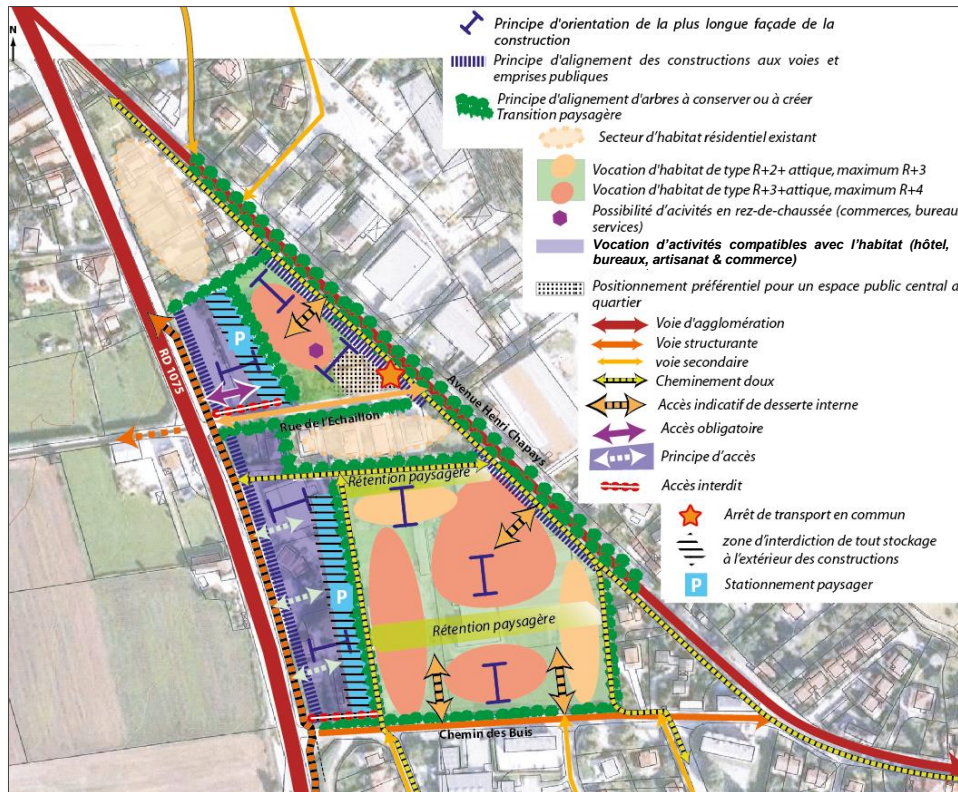 N
Principe d'orientation de la plus longue façade de la
construction
Principe d'alignement des constructions aux voies et
emprises publiques
Principe d'alignement d'arbres à conserver ou à créer
Transition paysagère
Secteur d'habitat résidentiel existant
Vocation d'habitat de type R+2+ attique, maximum R+3
Vocation d'habitat de type R+3+attique, maximum R+4
Possibilité d'acivités en rez-de-chaussée (commerces, bureau
services)
Vocation d'activités compatibles avec l'habitat (hôtel,
bureaux, artisanat & commerce)
Positionnement préférentiel pour un espace public central d
quartier
Voie d'agglomération
Voie structurante
voie secondaire
Cheminement doux
Accès indicatif de desserte interne
Accès obligatoire
Principe d'accès
Accès interdit
Arrêt de transport en commun
zone d'interdiction de tout stockage
à l'extérieur des constructions
P
Stationnement paysager
P
RD 1075
Avenue Henri Chapays
Rue de l'Echaillon
Rétention paysagère
P
Rétention paysagère
Chemin des Buis